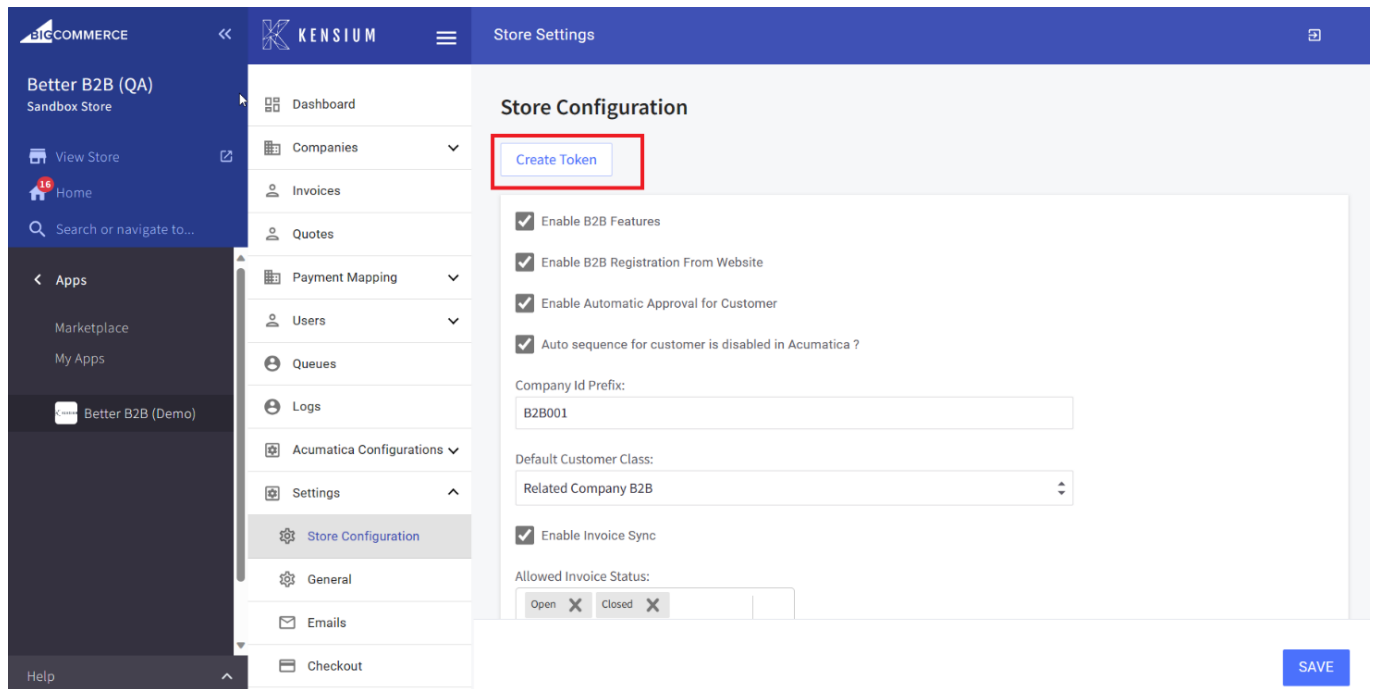 BIGCOMMERCE
Better B2B (QA)
Sandbox Store
View Store
16
Home
Search or navigate to...
Apps
Marketplace
My Apps
Better B2B (Demo)
Help
KENSIUM
Dashboard
Companies
Invoices
Quotes
Payment Mapping
Users
Queues
Logs
Acumatica Configurations
Settings
Store Configuration
General
Emails
Checkout
Store Settings
Store Configuration
Create Token
Enable B2B Features
Enable B2B Registration From Website
Enable Automatic Approval for Customer
Auto sequence for customer is disabled in Acumatica ?
Company Id Prefix:
B2B001
Default Customer Class:
Related Company B2B
Enable Invoice Sync
Allowed Invoice Status:
Open Closed
SAVE